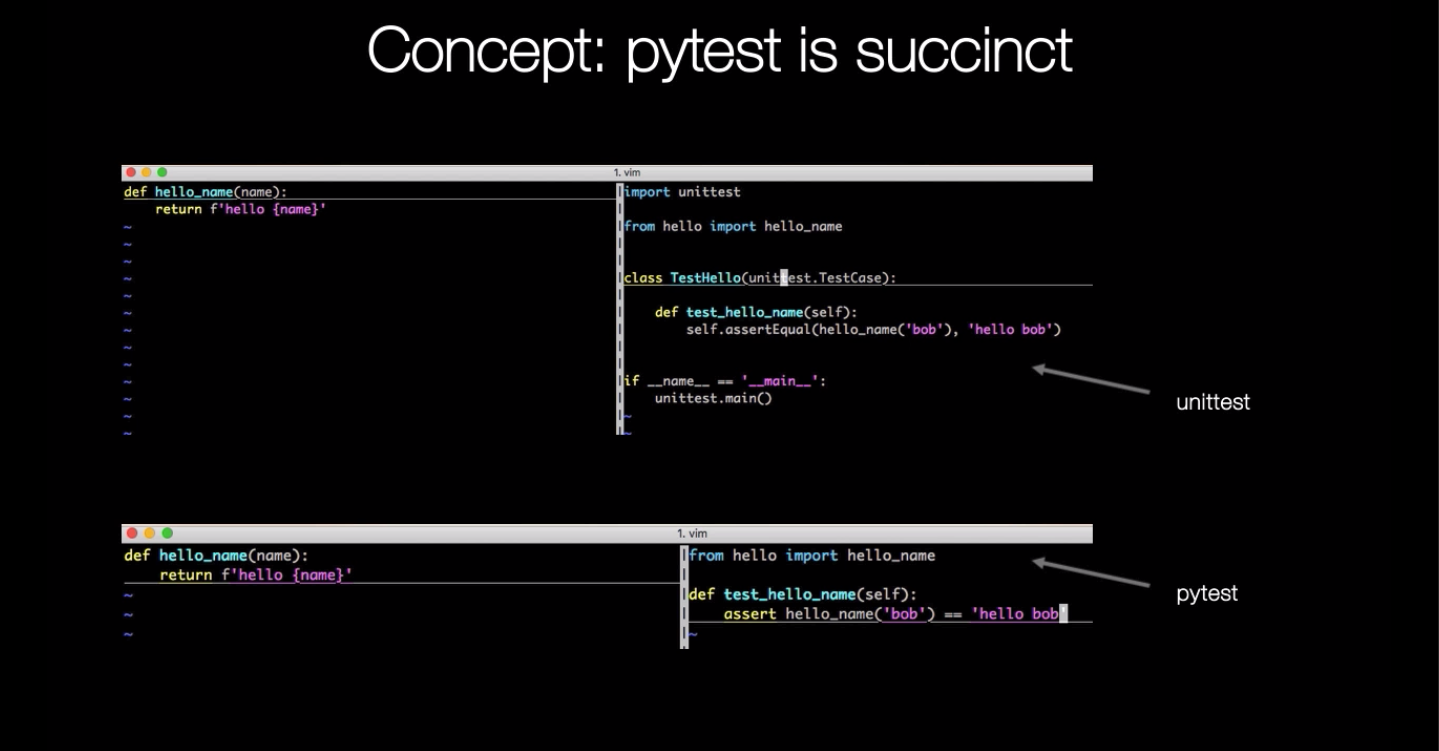 Concept: pytest is succinct
1. vim
def hello_name(name):
    return f'hello {name}'
~
~
~
~
~
~
~
~
~
~
~
~
~
import unittest
from hello import hello_name
class TestHello(unittest.TestCase):
    def test_hello_name(self):
        self.assertEqual(hello_name('bob'), 'hello bob')
if __name__ == '__main__':
    unittest.main()
~
~
unittest
1. vim
def hello_name(name):
    return f'hello {name}'
~
~
~
from hello import hello_name
def test_hello_name(self):
    assert hello_name('bob') == 'hello bob'
~
pytest